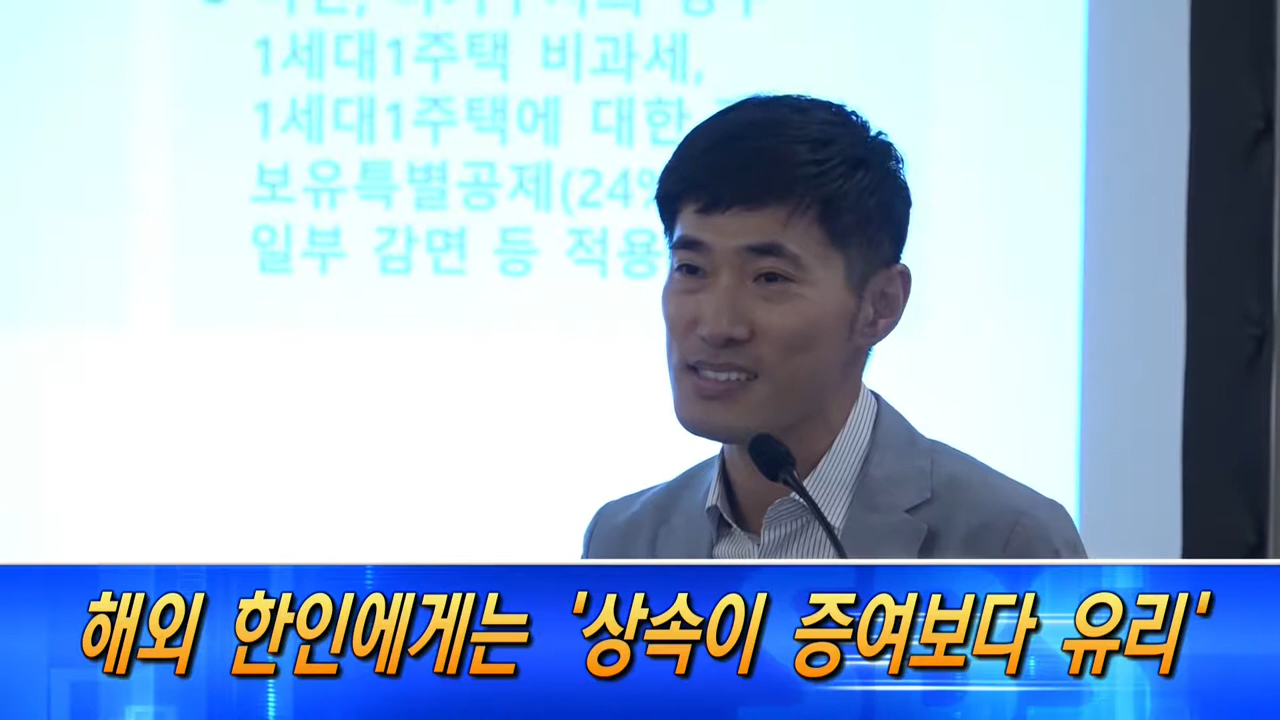 1세대1주택 비과세,
1세대1주택에 대한
보유특별공제(24%
일부 감면 등 적용
해외 한인에게는 '상속이 증여보다 유리'